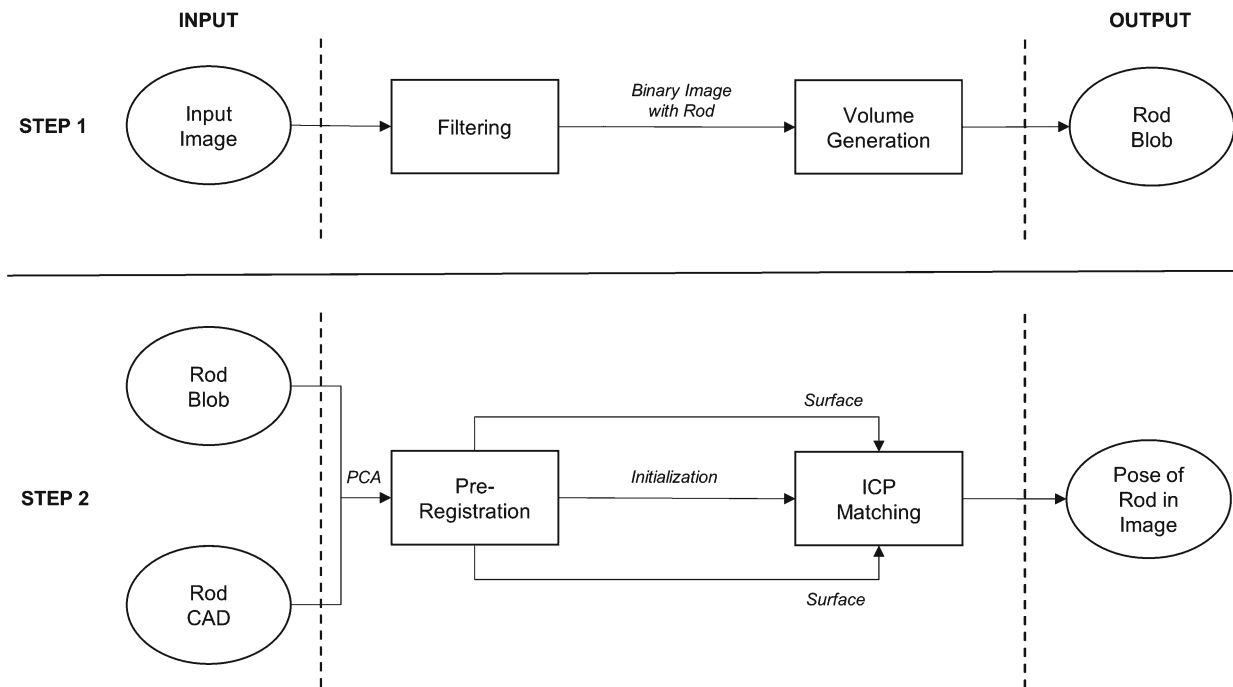 INPUT
OUTPUT
STEP 1
Input
Image
Filtering
Binary Image
with Rod
Volume
Generation
Rod
Blob
STEP 2
Rod
Blob
Rod
CAD
PCA
Pre-
Registration
Surface
Initialization
Surface
ICP
Matching
Pose of
Rod in
Image